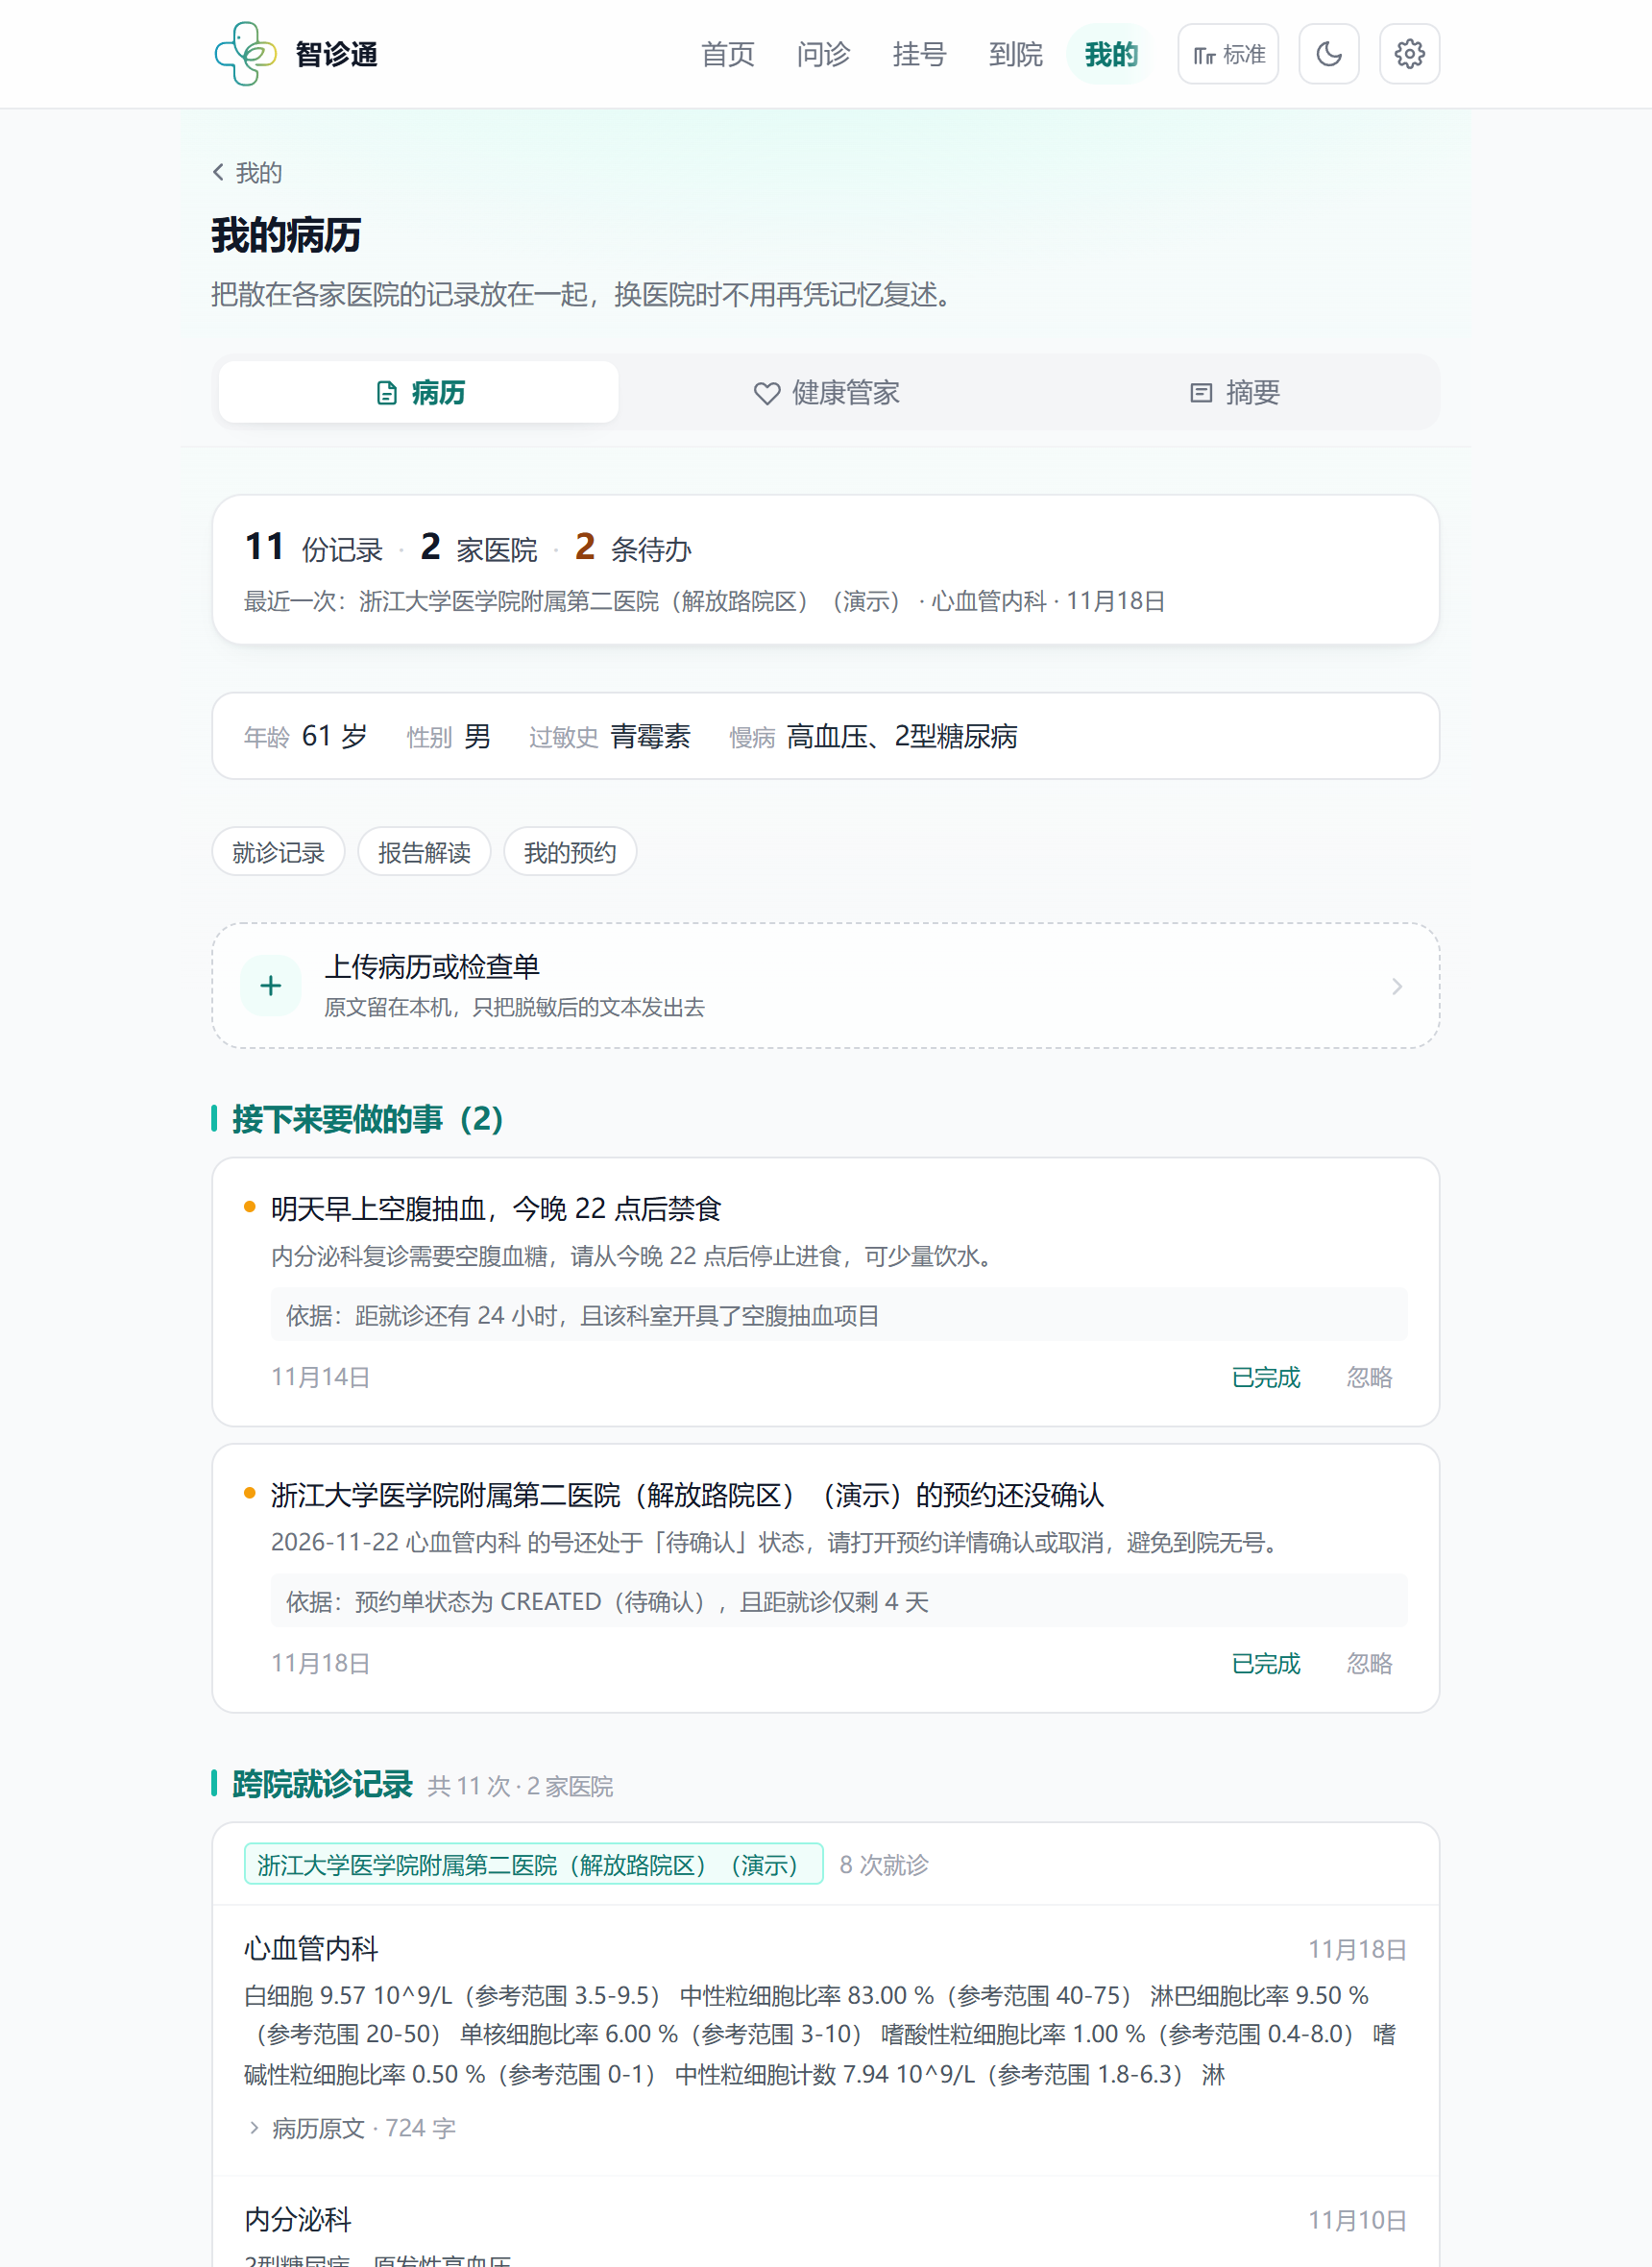 智诊通
首页 问诊 挂号 到院 我的 标准
我的
我的病历
把散在各家医院的记录放在一起，换医院时不用再凭记忆复述。
病历 健康管家 摘要
11 份记录 · 2 家医院 · 2 条待办
最近一次：浙江大学医学院附属第二医院（解放路院区）（演示） · 心血管内科 · 11月18日
年龄 61 岁 性别 男 过敏史 青霉素 慢病 高血压、2型糖尿病
就诊记录 报告解读 我的预约
上传病历或检查单
原文留在本机，只把脱敏后的文本发出去
接下来要做的事（2）
明天早上空腹抽血，今晚 22 点后禁食
内分泌科复诊需要空腹血糖，请从今晚 22 点后停止进食，可少量饮水。
依据：距就诊还有 24 小时，且该科室开具了空腹抽血项目
11月14日 已完成 忽略
浙江大学医学院附属第二医院（解放路院区）（演示）的预约还没确认
2026-11-22 心血管内科 的号还处于「待确认」状态，请打开预约详情确认或取消，避免到院无号。
依据：预约单状态为 CREATED（待确认），且距就诊仅剩 4 天
11月18日 已完成 忽略
跨院就诊记录 共 11 次 · 2 家医院
浙江大学医学院附属第二医院（解放路院区）（演示） 8 次就诊
心血管内科 11月18日
白细胞 9.57 10^9/L（参考范围 3.5-9.5） 中性粒细胞比率 83.00 %（参考范围 40-75） 淋巴细胞比率 9.50 %
（参考范围 20-50） 单核细胞比率 6.00 %（参考范围 3-10） 嗜酸性粒细胞比率 1.00 %（参考范围 0.4-8.0） 嗜
碱性粒细胞比率 0.50 %（参考范围 0-1） 中性粒细胞计数 7.94 10^9/L（参考范围 1.8-6.3） 淋
病历原文 · 724 字
内分泌科 11月10日
2型糖尿病、原发性高血压